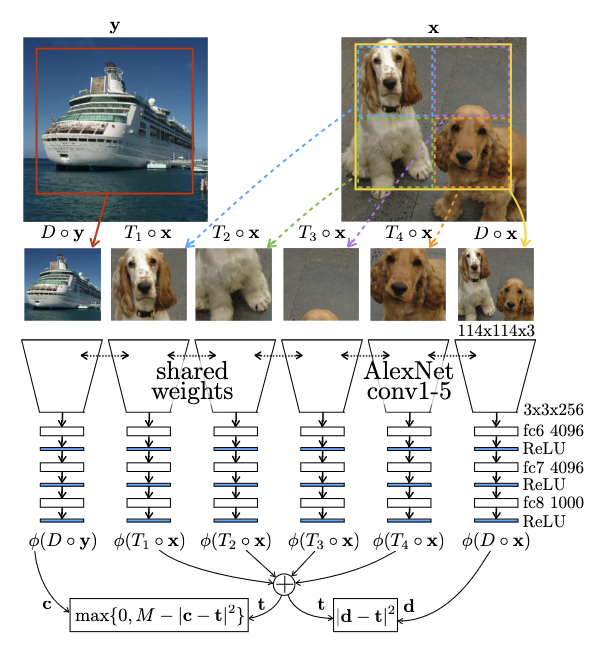 y x
D ∘ y T₁ ∘ x T₂ ∘ x T₃ ∘ x T₄ ∘ x D ∘ x
114x114x3
shared AlexNet
weights conv1-5
3x3x256
fc6 4096
ReLU
fc7 4096
ReLU
fc8 1000
ReLU
ϕ(D ∘ y) ϕ(T₁ ∘ x) ϕ(T₂ ∘ x) ϕ(T₃ ∘ x) ϕ(T₄ ∘ x) ϕ(D ∘ x)
+
c t t d
max{0, M − |c − t|²} |d − t|²